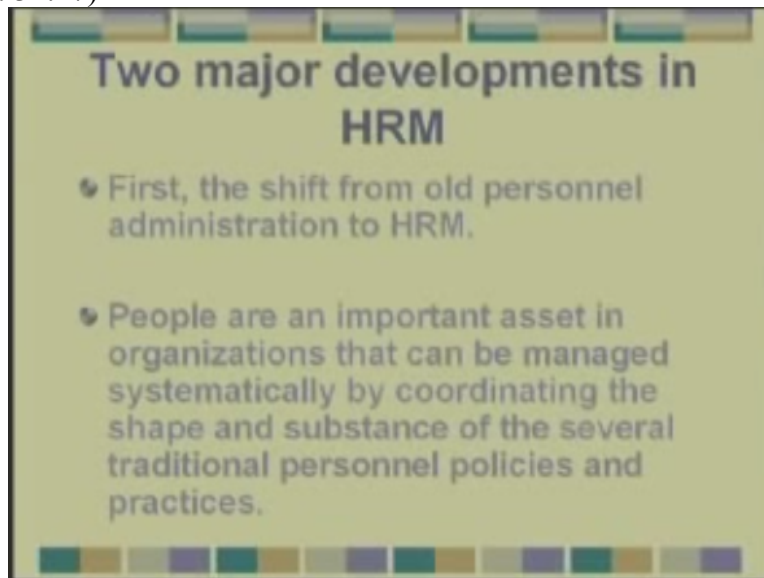 Two major developments in
HRM
First, the shift from old personnel
administration to HRM.
People are an important asset in
organizations that can be managed
systematically by coordinating the
shape and substance of the several
traditional personnel policies and
practices.